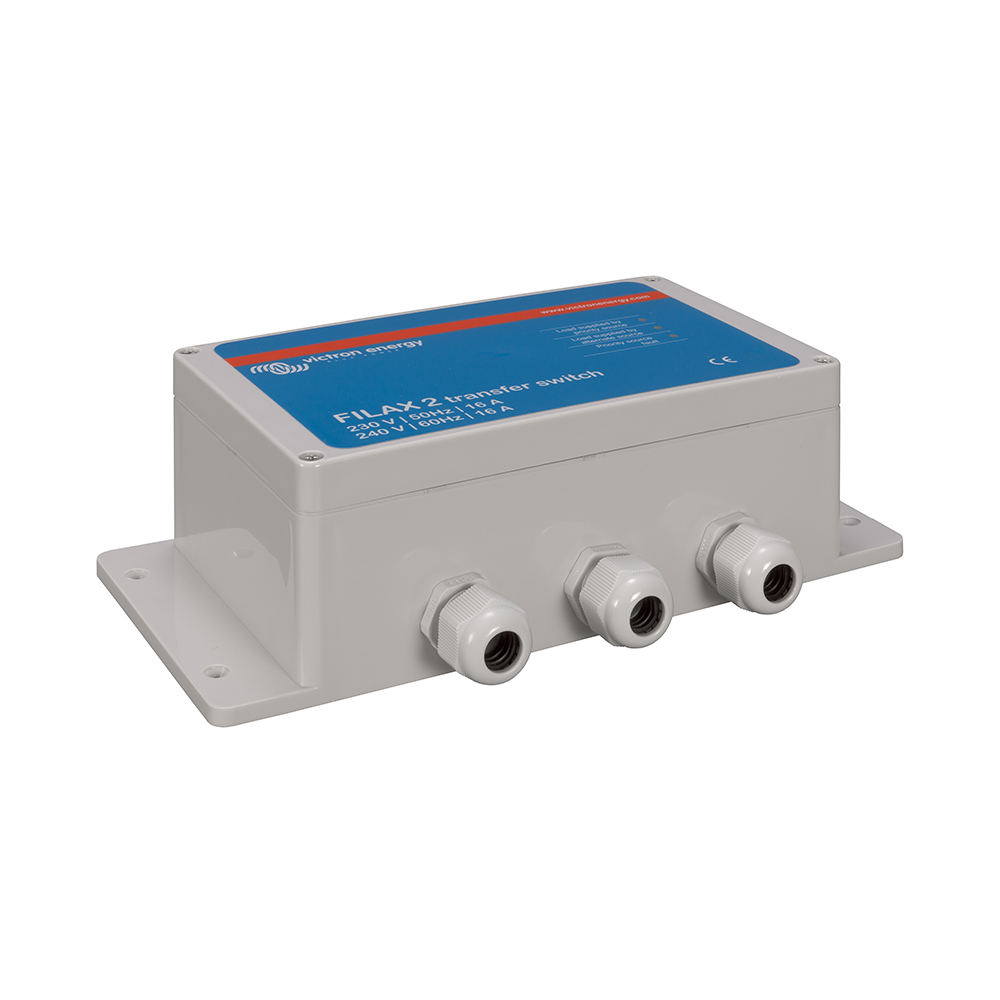 victron energy
www.victronenergy.com
Load supplied by
priority source
Load supplied by
alternate source
Priority source
fault
FILAX 2 transfer switch
230 V | 50Hz | 16 A
240 V | 60Hz | 16 A
CE